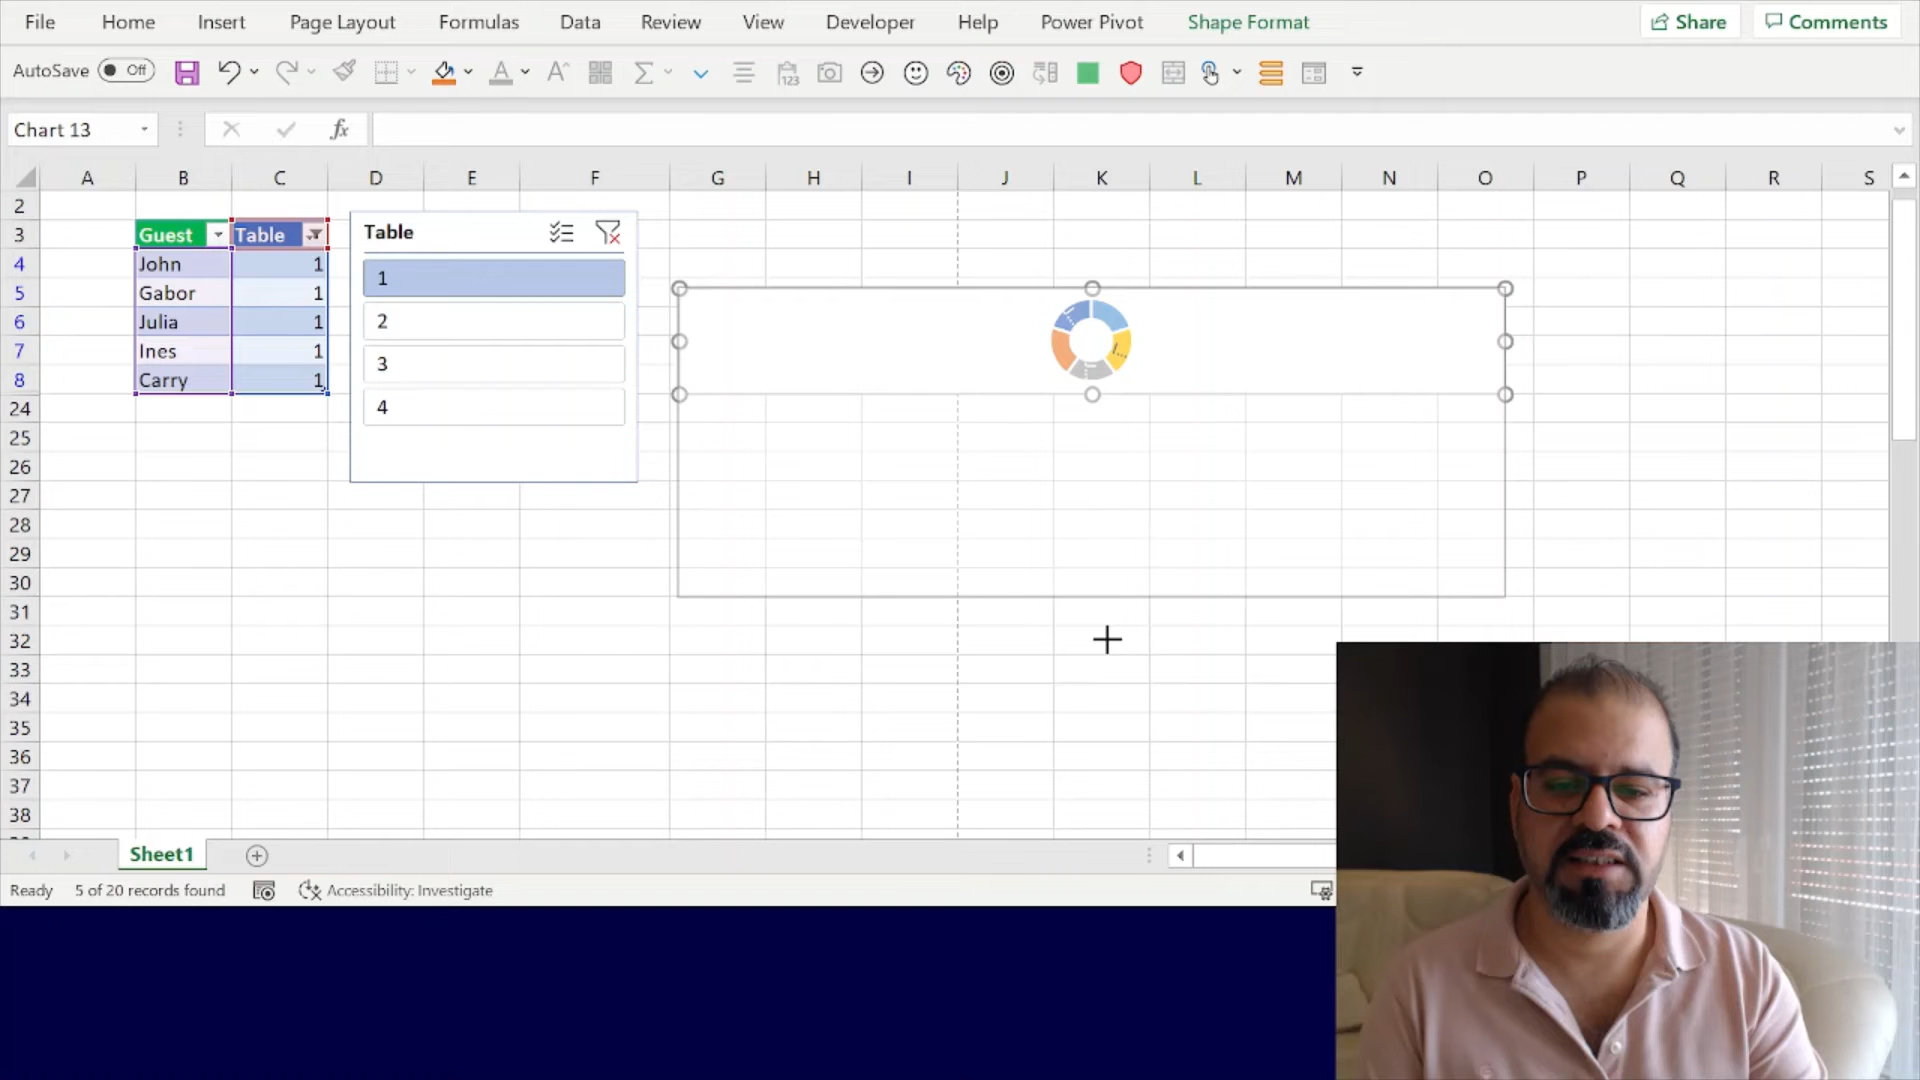 File Home Insert Page Layout Formulas Data Review View Developer Help Power Pivot Shape Format Share Comments
AutoSave Off
Chart 13 fx
A B C D E F G H I J K L M N O P Q R S
2
3 Guest Table
4 John 1
5 Gabor 1
6 Julia 1
7 Ines 1
8 Carry 1
24
25
26
27
28
29
30
31
32
33
34
35
36
37
38
Table
1
2
3
4
Sheet1
Ready 5 of 20 records found Accessibility: Investigate